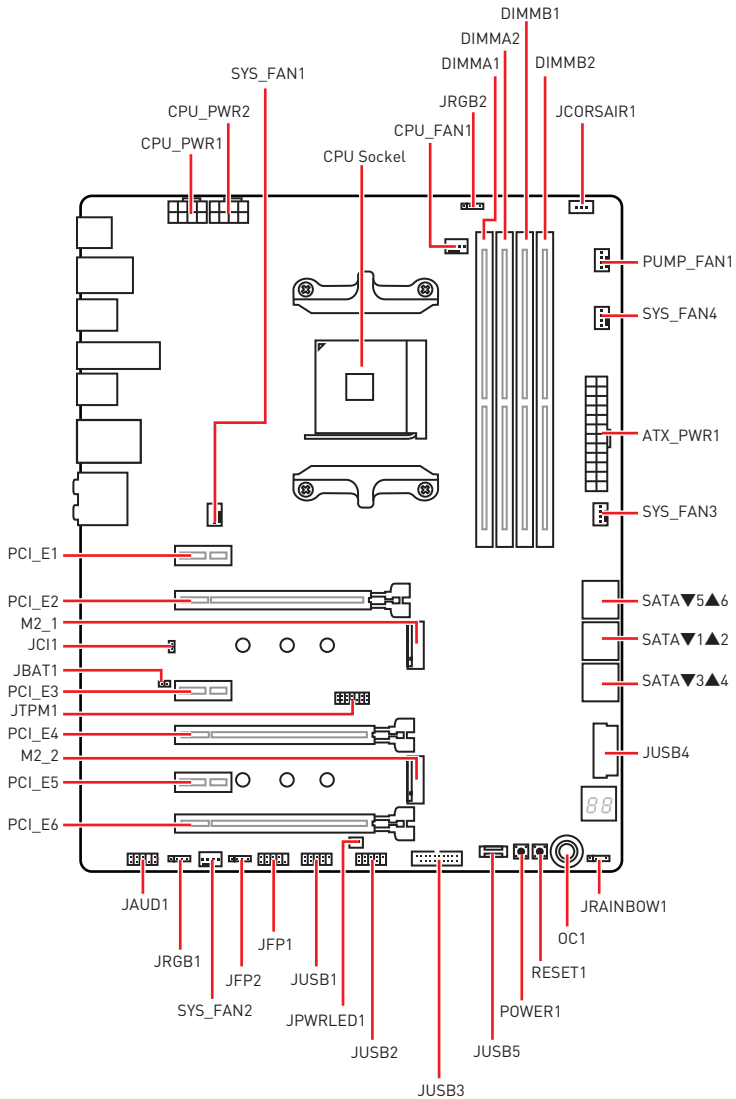 DIMMB1
DIMMA2
DIMMA1
DIMMB2
SYS_FAN1
JRGB2
JCORSAIR1
CPU_PWR2
CPU_FAN1
CPU_PWR1
CPU Sockel
PUMP_FAN1
SYS_FAN4
ATX_PWR1
SYS_FAN3
PCI_E1
PCI_E2
SATA▼5▲6
M2_1
JCI1
SATA▼1▲2
JBAT1
PCI_E3
SATA▼3▲4
JTPM1
PCI_E4
M2_2
JUSB4
PCI_E5
88
PCI_E6
JAUD1
JRAINBOW1
JRGB1
JFP1
OC1
JFP2
JUSB1
RESET1
SYS_FAN2
JPWRLED1
POWER1
JUSB2
JUSB5
JUSB3